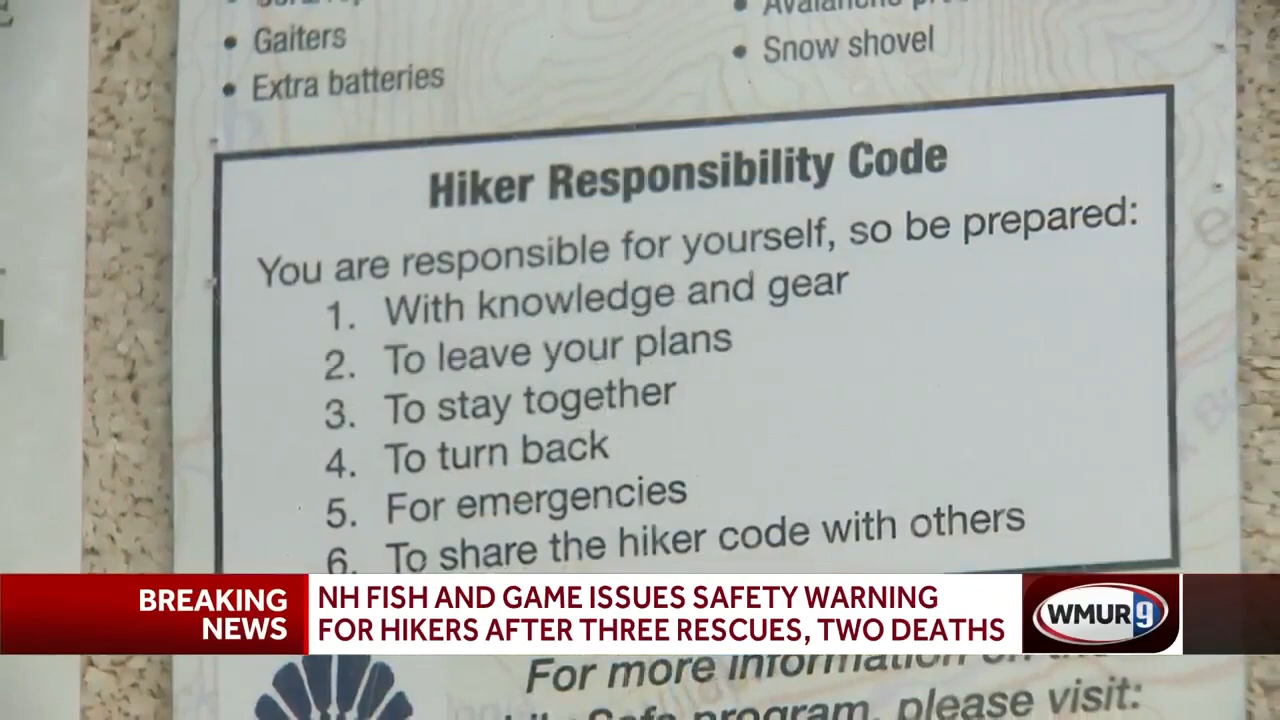 • Gaiters
• Snow shovel
• Extra batteries
Hiker Responsibility Code
You are responsible for yourself, so be prepared:
1. With knowledge and gear
2. To leave your plans
3. To stay together
4. To turn back
5. For emergencies
6. To share the hiker code with others
BREAKING NEWS
NH FISH AND GAME ISSUES SAFETY WARNING
FOR HIKERS AFTER THREE RESCUES, TWO DEATHS
WMUR9
For more information on
program, please visit: